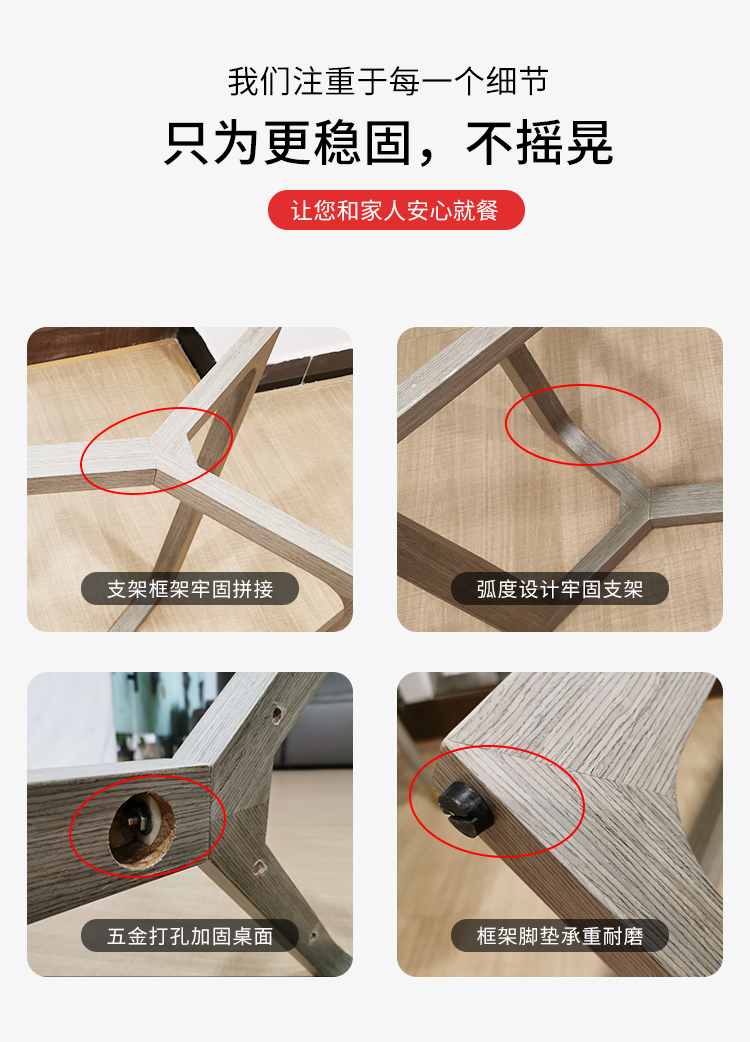 我们注重于每一个细节
只为更稳固，不摇晃
让您和家人安心就餐
支架框架牢固拼接
弧度设计牢固支架
五金打孔加固桌面
框架脚垫承重耐磨